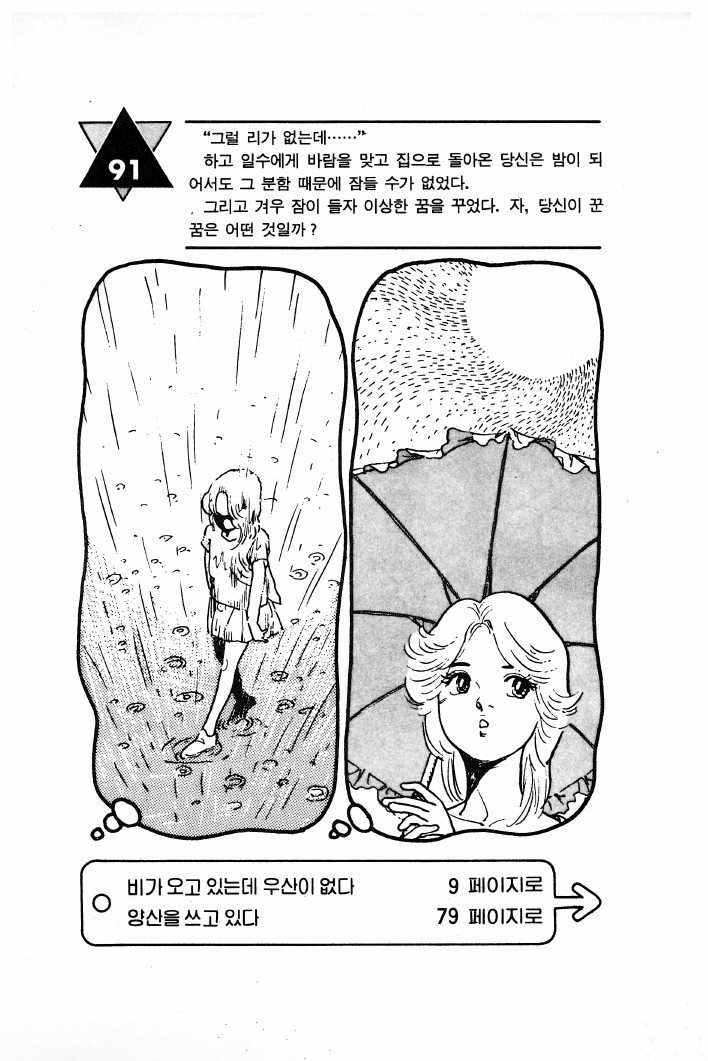 91
“그럴 리가 없는데……”
하고 일수에게 바람을 맞고 집으로 돌아온 당신은 밤이 되
어서도 그 분함 때문에 잠들 수가 없었다.
그리고 겨우 잠이 들자 이상한 꿈을 꾸었다. 자, 당신이 꾼
꿈은 어떤 것일까?
비가 오고 있는데 우산이 없다 9 페이지로
양산을 쓰고 있다 79 페이지로